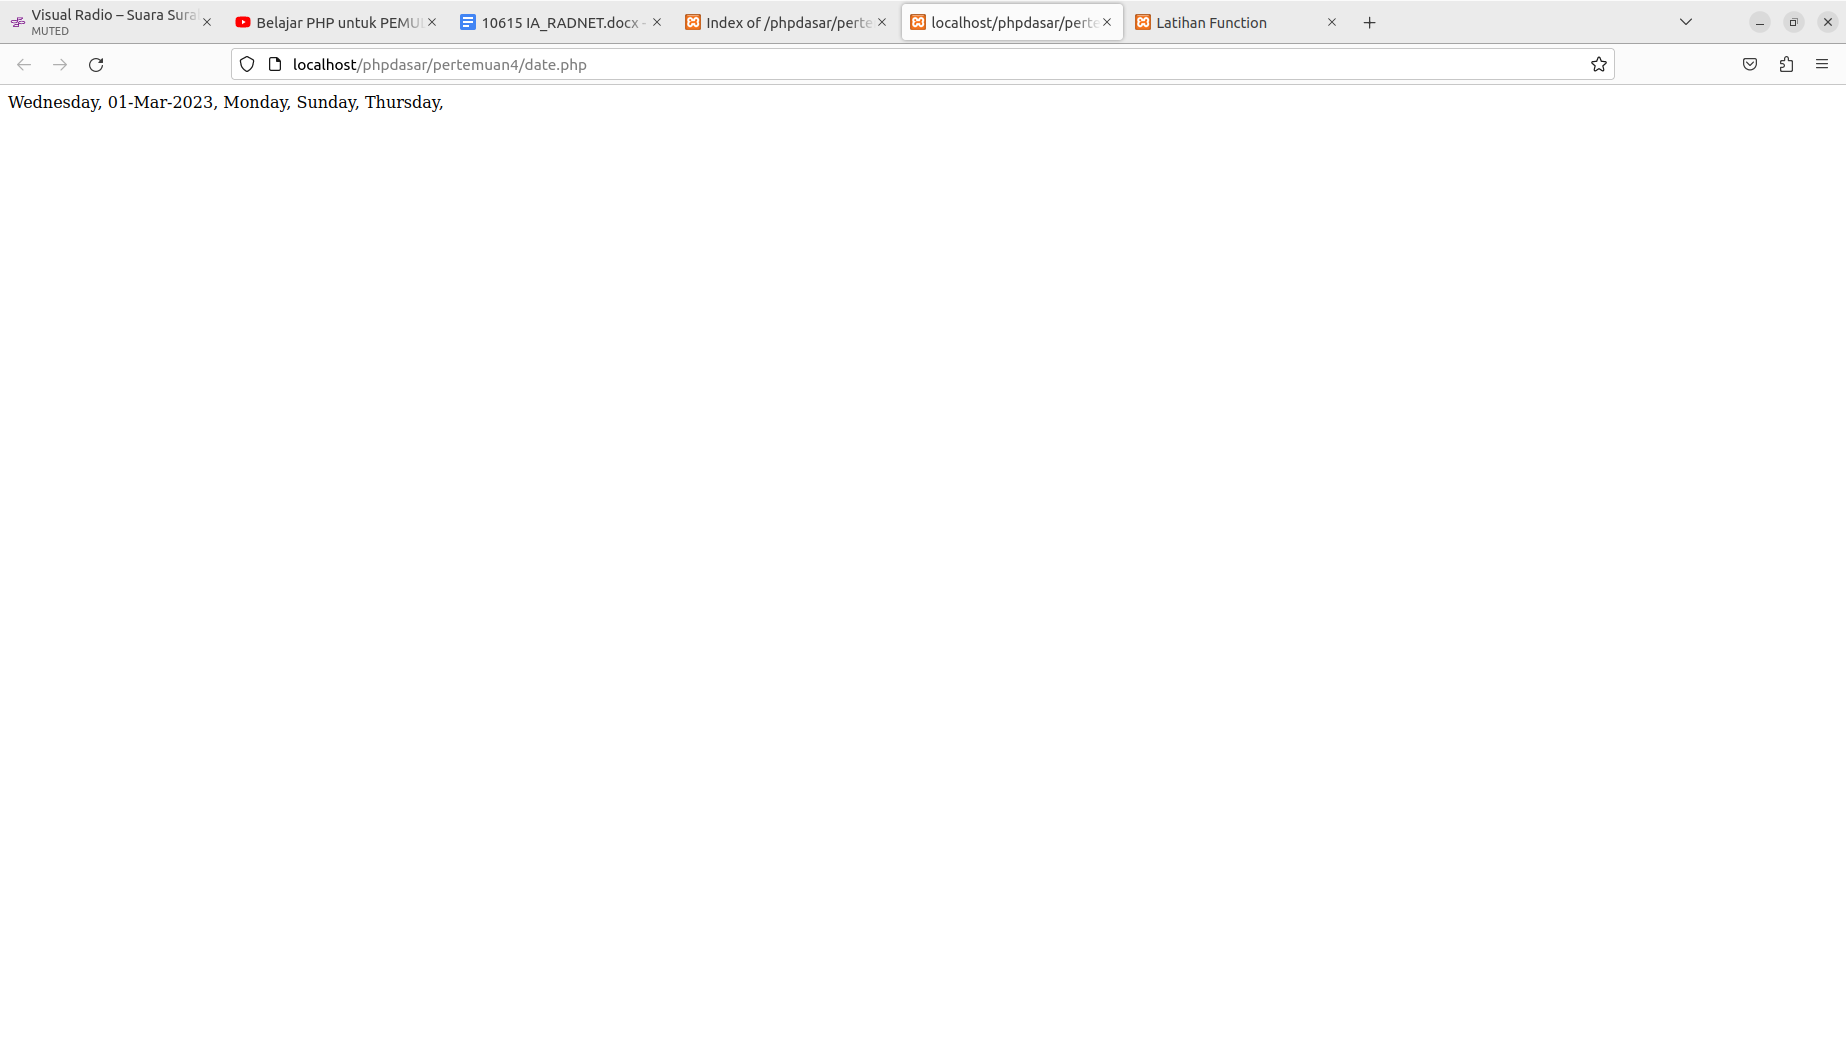 Visual Radio – Suara Sura
MUTED
Belajar PHP untuk PEMU
10615 IA_RADNET.docx -
Index of /phpdasar/perte
localhost/phpdasar/perte
Latihan Function
localhost/phpdasar/pertemuan4/date.php
Wednesday, 01-Mar-2023, Monday, Sunday, Thursday,